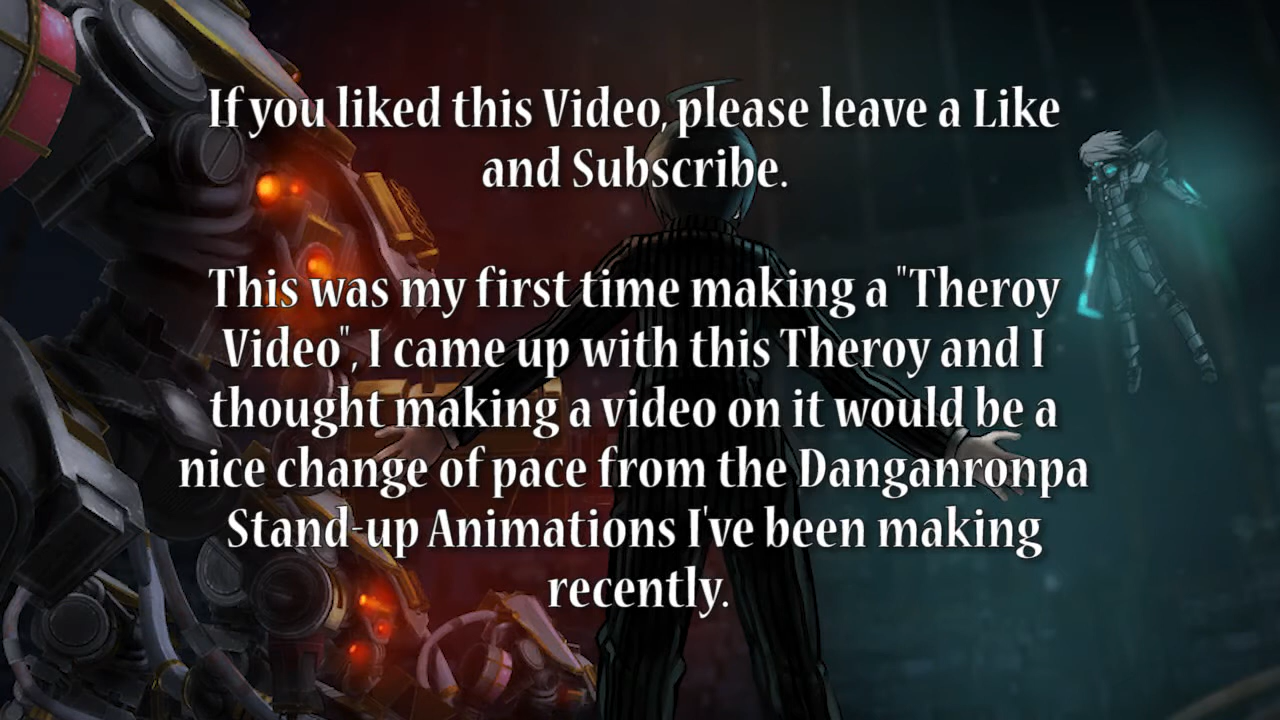 If you liked this Video, please leave a Like
and Subscribe.
This was my first time making a "Theroy
Video", I came up with this Theroy and I
thought making a video on it would be a
nice change of pace from the Danganronpa
Stand-up Animations I've been making
recently.